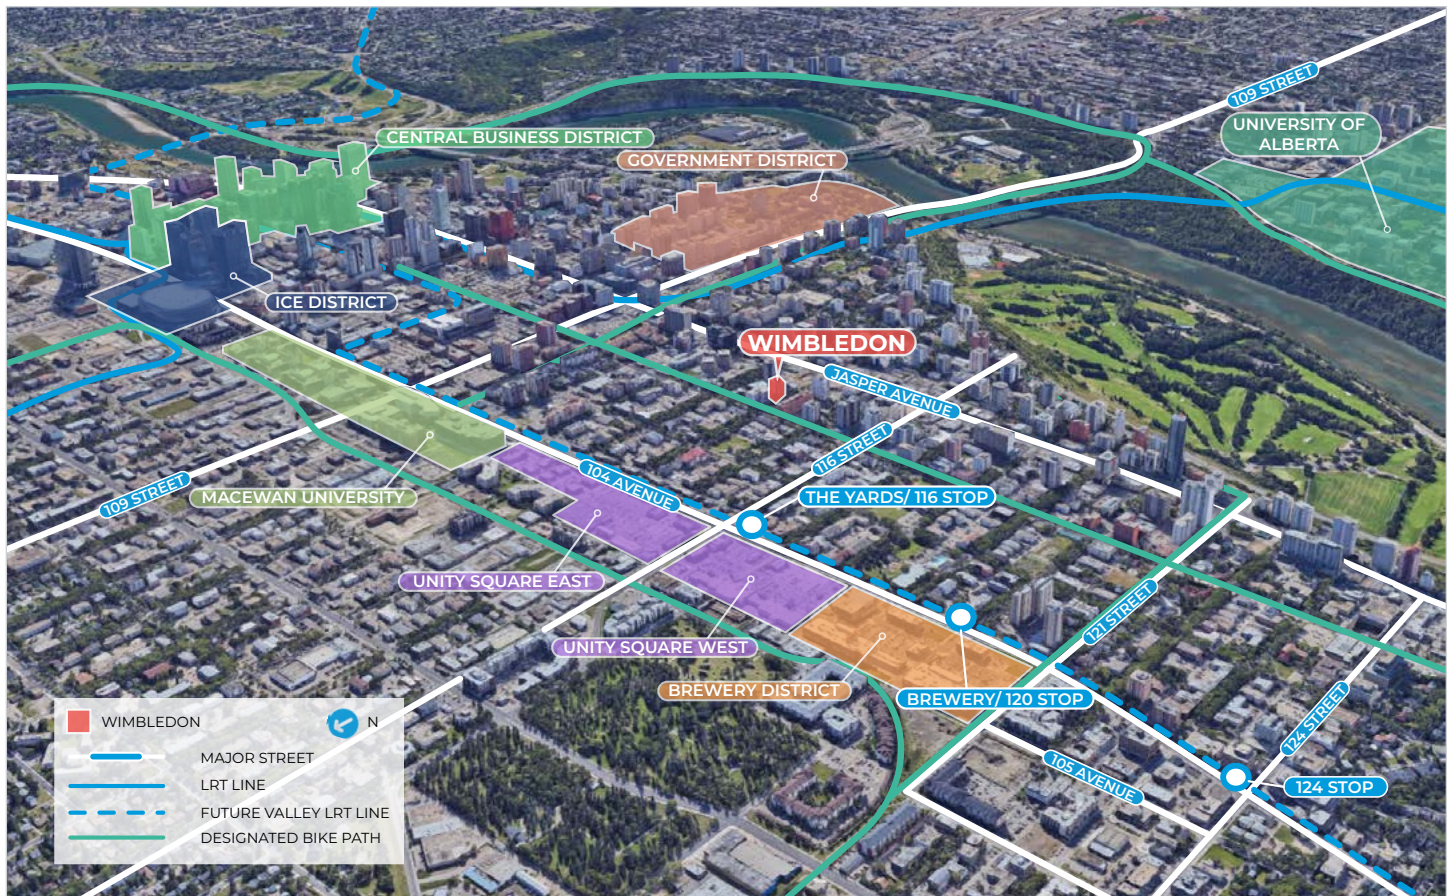 109 STREET
UNIVERSITY OF
ALBERTA
CENTRAL BUSINESS DISTRICT
GOVERNMENT DISTRICT
ICE DISTRICT
WIMBLEDON
JASPER AVENUE
116 STREET
104 AVENUE
109 STREET
MACEWAN UNIVERSITY
THE YARDS/ 116 STOP
UNITY SQUARE EAST
121 STREET
UNITY SQUARE WEST
BREWERY DISTRICT
BREWERY/ 120 STOP
124 STREET
105 AVENUE
124 STOP
WIMBLEDON
N
MAJOR STREET
LRT LINE
FUTURE VALLEY LRT LINE
DESIGNATED BIKE PATH